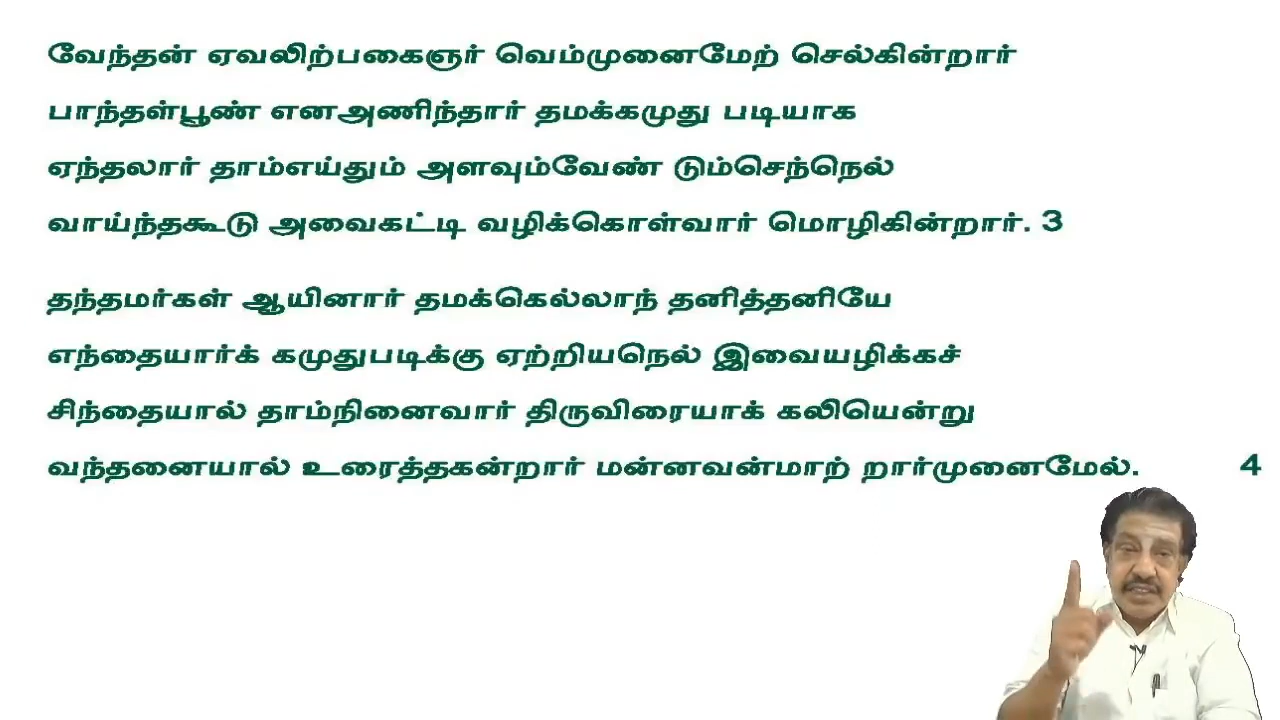 வேந்தன் ஏவலிற்பகைஞர் வெம்முனைமேற் செல்கின்றார்
பாந்தள்பூண் எனஅணிந்தார் தமக்கமுது படியாக
ஏந்தலார் தாம்எய்தும் அளவும்வேண் டும்செந்நெல்
வாய்ந்தகூடு அவைகட்டி வழிக்கொள்வார் மொழிகின்றார். 3
தந்தமர்கள் ஆயினார் தமக்கெல்லாந் தனித்தனியே
எந்தையார்க் கமுதுபடிக்கு ஏற்றியநெல் இவையழிக்கச்
சிந்தையால் தாம்நினைவார் திருவிரையாக் கலியென்று
வந்தனையால் உரைத்தகன்றார் மன்னவன்மாற் றார்முனைமேல். 4